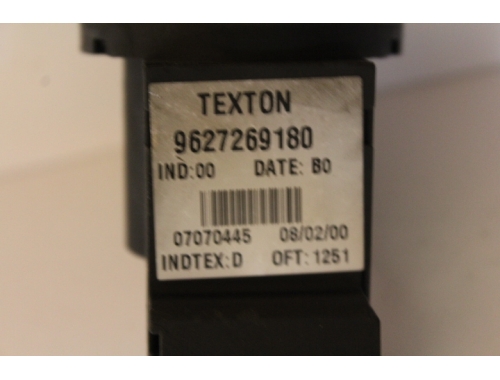 TEXTON
9627269180
IND:00 DATE: B0
07070445 08/02/00
INDTEX:D OFT:1251